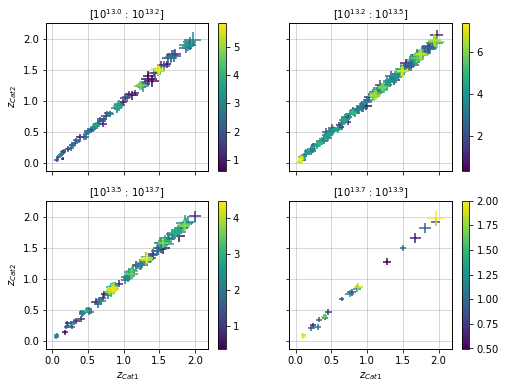 [10^{13.0} : 10^{13.2}]
[10^{13.2} : 10^{13.5}]
z_{Cat2}
2.0
1.5
1.0
0.5
0.0
5
4
3
2
1
6
4
2
[10^{13.5} : 10^{13.7}]
[10^{13.7} : 10^{13.9}]
z_{Cat2}
2.0
1.5
1.0
0.5
0.0
4
3
2
1
2.00
1.75
1.50
1.25
1.00
0.75
0.50
0.0 0.5 1.0 1.5 2.0
0.0 0.5 1.0 1.5 2.0
z_{Cat1}
z_{Cat1}